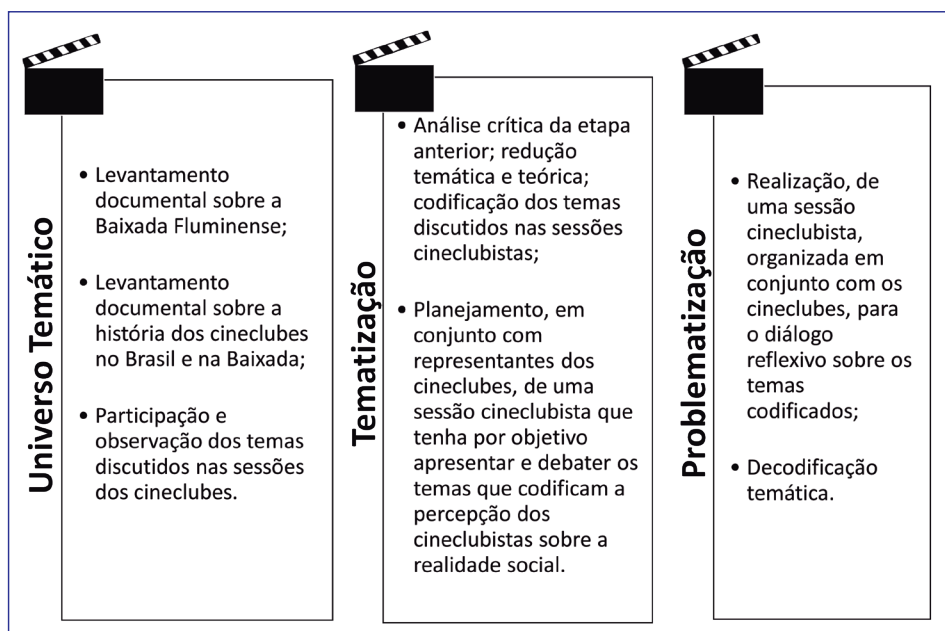 Universo Temático
• Levantamento
documental sobre a
Baixada Fluminense;
• Levantamento
documental sobre a
história dos cineclubes
no Brasil e na Baixada;
• Participação e
observação dos temas
discutidos nas sessões
dos cineclubes.
Tematização
• Análise crítica da etapa
anterior; redução
temática e teórica;
codificação dos temas
discutidos nas sessões
cineclubistas;
• Planejamento, em
conjunto com
representantes dos
cineclubes, de uma
sessão cineclubista que
tenha por objetivo
apresentar e debater os
temas que codificam a
percepção dos
cineclubistas sobre a
realidade social.
Problematização
• Realização, de
uma sessão
cineclubista,
organizada em
conjunto com os
cineclubes, para
o diálogo
reflexivo sobre os
temas
codificados;
• Decodificação
temática.